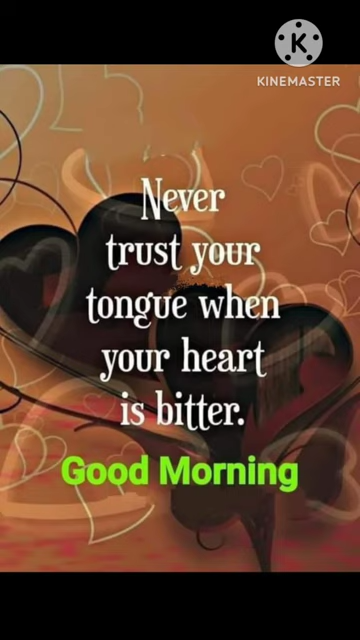 K
KINEMASTER
Never
trust your
tongue when
your heart
is bitter.
Good Morning